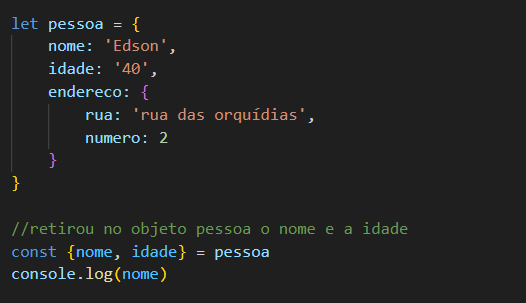 let pessoa = {
    nome: 'Edson',
    idade: '40',
    endereco: {
        rua: 'rua das orquídias',
        numero: 2
    }
}
//retirou no objeto pessoa o nome e a idade
const {nome, idade} = pessoa
console.log(nome)